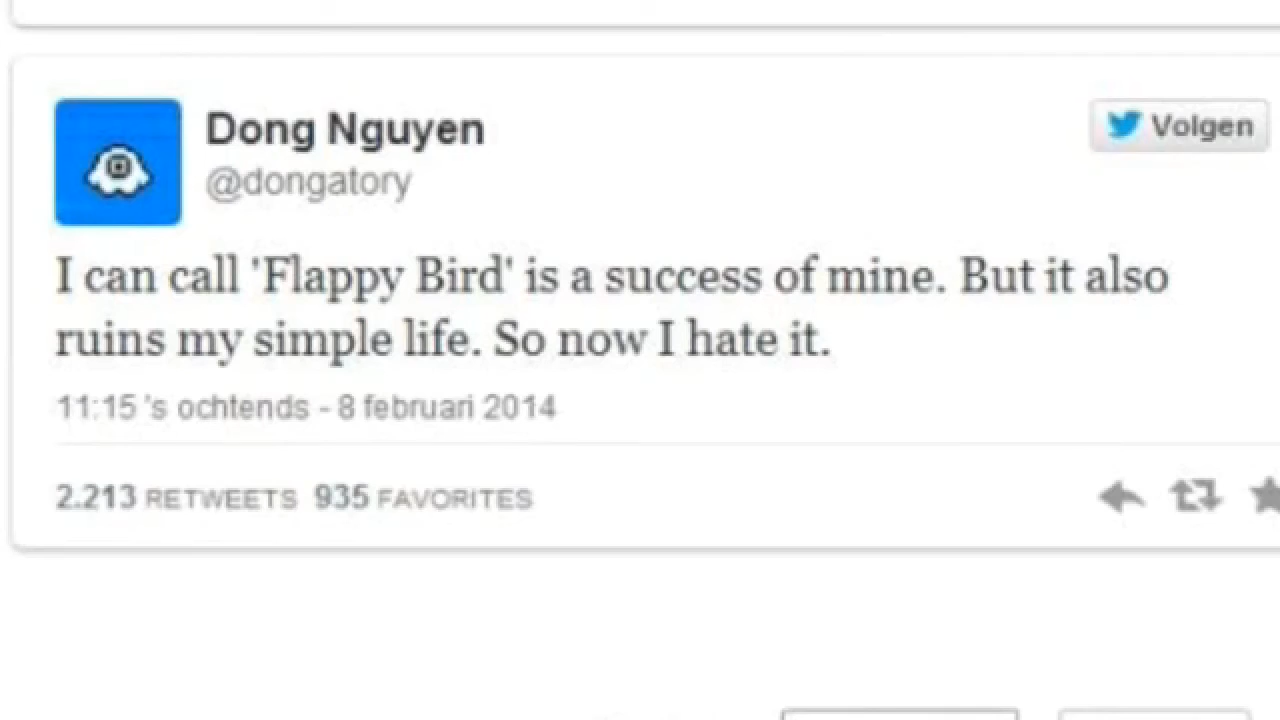 Dong Nguyen
Volgen
@dongatory
I can call 'Flappy Bird' is a success of mine. But it also
ruins my simple life. So now I hate it.
11:15 's ochtends - 8 februari 2014
2.213 RETWEETS 935 FAVORITES